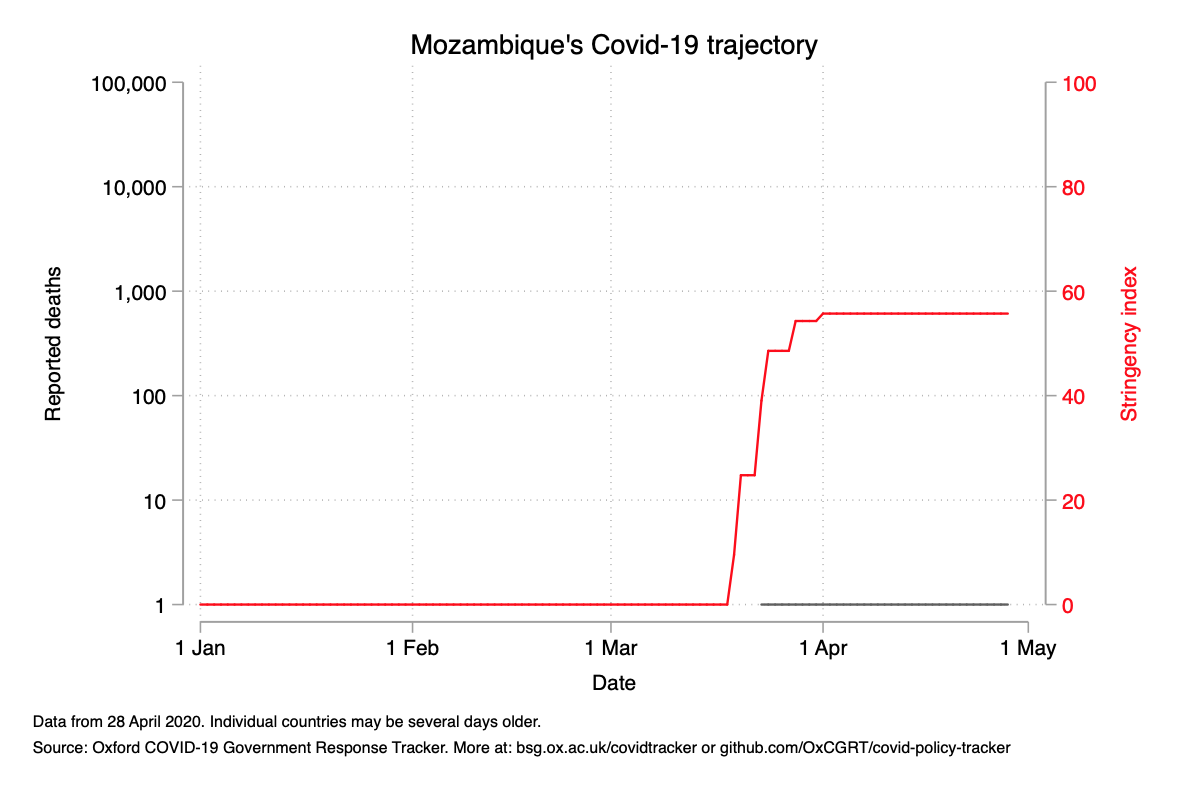 Mozambique's Covid-19 trajectory
100,000
10,000
1,000
100
10
1
Reported deaths
100
80
60
40
20
0
Stringency index
1 Jan
1 Feb
1 Mar
1 Apr
1 May
Date
Data from 28 April 2020. Individual countries may be several days older.
Source: Oxford COVID-19 Government Response Tracker. More at: bsg.ox.ac.uk/covidtracker or github.com/OxCGRT/covid-policy-tracker